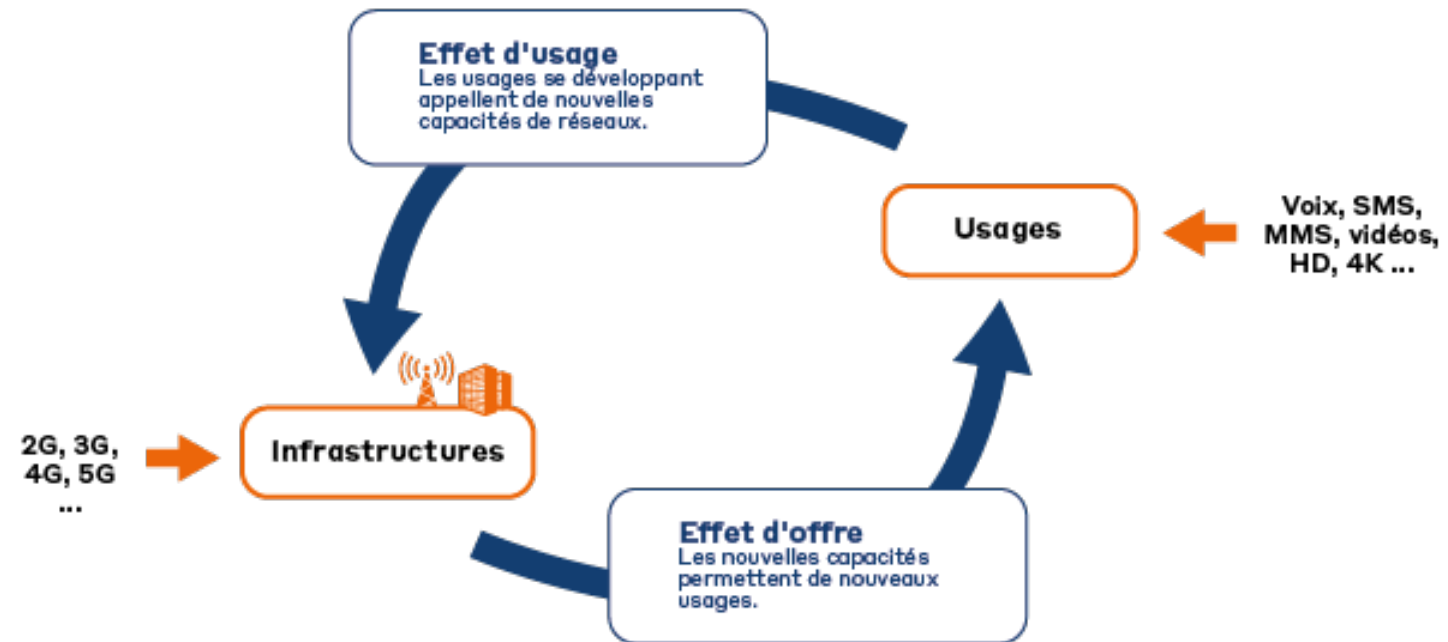 Effet d'usage
Les usages se développant
appellent de nouvelles
capacités de réseaux.
Usages
Voix, SMS,
MMS, vidéos,
HD, 4K ...
Infrastructures
2G, 3G,
4G, 5G
...
Effet d'offre
Les nouvelles capacités
permettent de nouveaux
usages.